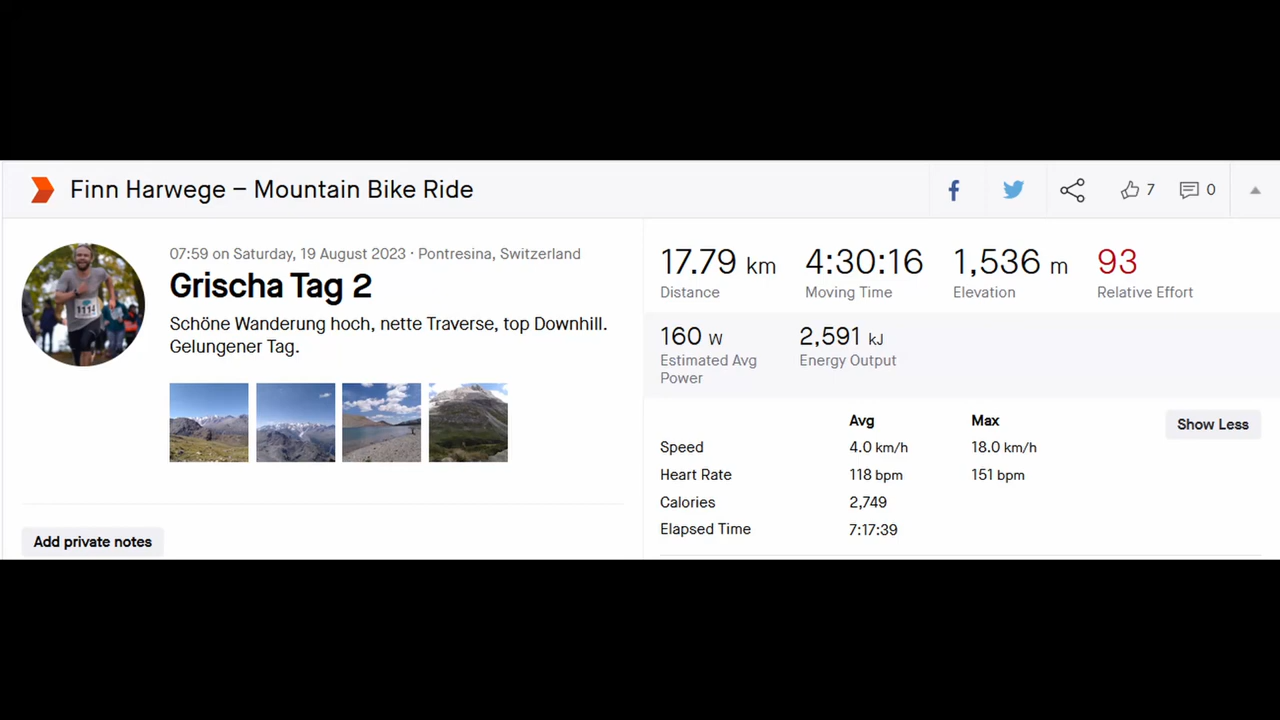 Finn Harwege – Mountain Bike Ride
7
0
07:59 on Saturday, 19 August 2023 · Pontresina, Switzerland
Grischa Tag 2
Schöne Wanderung hoch, nette Traverse, top Downhill.
Gelungener Tag.
Add private notes
17.79 km 4:30:16 1,536 m 93
Distance Moving Time Elevation Relative Effort
160 W 2,591 kJ
Estimated Avg Energy Output
Power
Avg Max
Show Less
Speed 4.0 km/h 18.0 km/h
Heart Rate 118 bpm 151 bpm
Calories 2,749
Elapsed Time 7:17:39